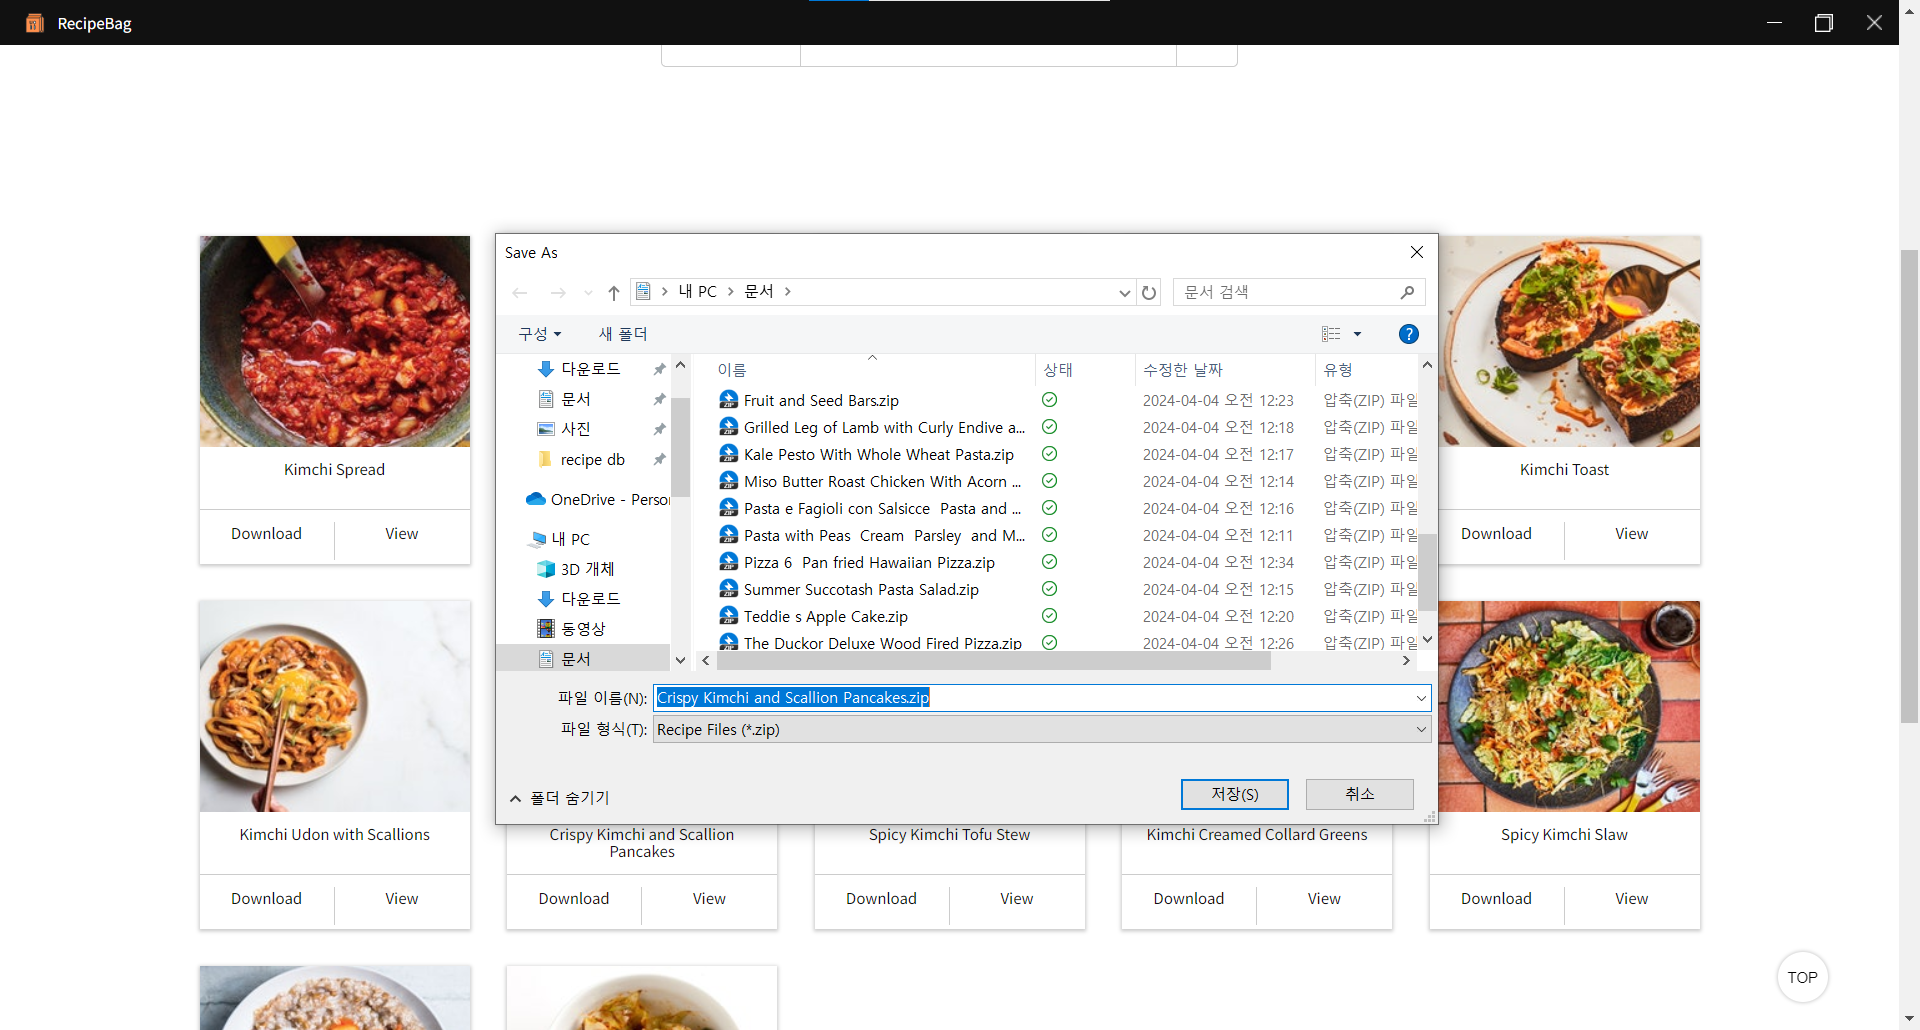 RecipeBag
Save As
내 PC
문서
문서 검색
구성
새 폴더
다운로드
문서
사진
recipe db
OneDrive - Person
내 PC
3D 개체
다운로드
동영상
문서
이름 상태 수정한 날짜 유형
Fruit and Seed Bars.zip 2024-04-04 오전 12:23 압축(ZIP) 파일
Grilled Leg of Lamb with Curly Endive a... 2024-04-04 오전 12:18 압축(ZIP) 파일
Kale Pesto With Whole Wheat Pasta.zip 2024-04-04 오전 12:17 압축(ZIP) 파일
Miso Butter Roast Chicken With Acorn ... 2024-04-04 오전 12:14 압축(ZIP) 파일
Pasta e Fagioli con Salsicce  Pasta and ... 2024-04-04 오전 12:16 압축(ZIP) 파일
Pasta with Peas  Cream  Parsley  and M... 2024-04-04 오전 12:11 압축(ZIP) 파일
Pizza 6  Pan fried Hawaiian Pizza.zip 2024-04-04 오전 12:34 압축(ZIP) 파일
Summer Succotash Pasta Salad.zip 2024-04-04 오전 12:15 압축(ZIP) 파일
Teddie s Apple Cake.zip 2024-04-04 오전 12:20 압축(ZIP) 파일
The Duckor Deluxe Wood Fired Pizza.zip 2024-04-04 오전 12:26 압축(ZIP) 파일
파일 이름(N): Crispy Kimchi and Scallion Pancakes.zip
파일 형식(T): Recipe Files (*.zip)
폴더 숨기기
저장(S) 취소
Kimchi Spread
Download View
Kimchi Toast
Download View
Kimchi Udon with Scallions
Download View
Crispy Kimchi and Scallion
Pancakes
Download View
Spicy Kimchi Tofu Stew
Download View
Kimchi Creamed Collard Greens
Download View
Spicy Kimchi Slaw
Download View
TOP